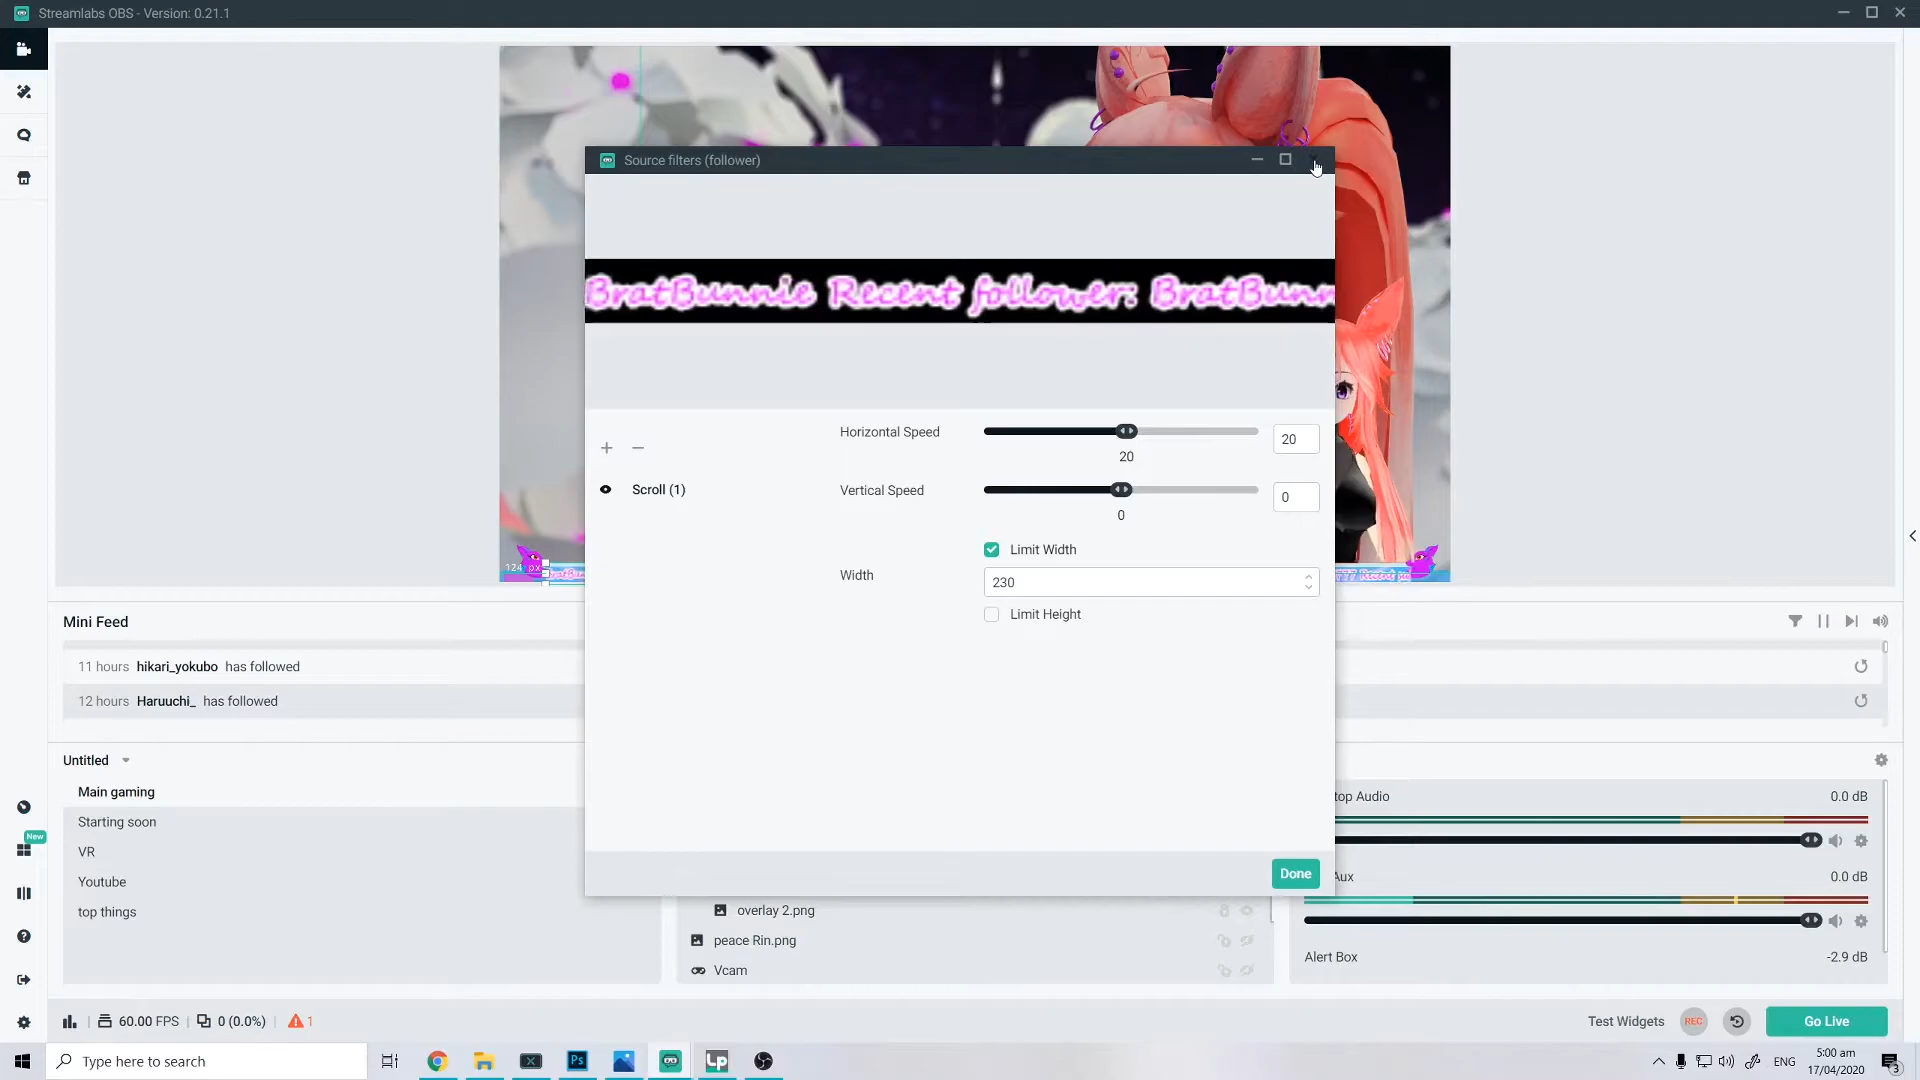 Streamlabs OBS - Version: 0.21.1
Source filters (follower)
BratBunnie Recent follower: BratBunn
Horizontal Speed
20
20
Scroll (1)
Vertical Speed
0
0
Limit Width
Width
230
Limit Height
124 px
Mini Feed
11 hours hikari_yokubo has followed
12 hours Haruuchi_ has followed
Untitled
Main gaming
Starting soon
VR
Youtube
top things
Done
overlay 2.png
peace Rin.png
Vcam
top Audio 0.0 dB
Aux 0.0 dB
Alert Box -2.9 dB
New
60.00 FPS
0 (0.0%)
1
Test Widgets
REC
Go Live
Type here to search
Ps
Lp
ENG
5:00 am
17/04/2020
3